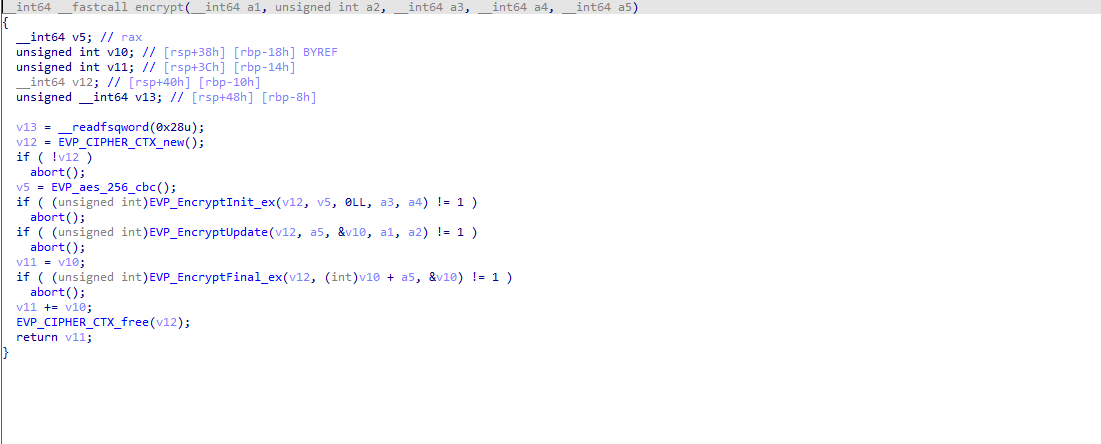 __int64 __fastcall encrypt(__int64 a1, unsigned int a2, __int64 a3, __int64 a4, __int64 a5)
{
  __int64 v5; // rax
  unsigned int v10; // [rsp+38h] [rbp-18h] BYREF
  unsigned int v11; // [rsp+3Ch] [rbp-14h]
  __int64 v12; // [rsp+40h] [rbp-10h]
  unsigned __int64 v13; // [rsp+48h] [rbp-8h]

  v13 = __readfsqword(0x28u);
  v12 = EVP_CIPHER_CTX_new();
  if ( !v12 )
    abort();
  v5 = EVP_aes_256_cbc();
  if ( (unsigned int)EVP_EncryptInit_ex(v12, v5, 0LL, a3, a4) != 1 )
    abort();
  if ( (unsigned int)EVP_EncryptUpdate(v12, a5, &v10, a1, a2) != 1 )
    abort();
  v11 = v10;
  if ( (unsigned int)EVP_EncryptFinal_ex(v12, (int)v10 + a5, &v10) != 1 )
    abort();
  v11 += v10;
  EVP_CIPHER_CTX_free(v12);
  return v11;
}